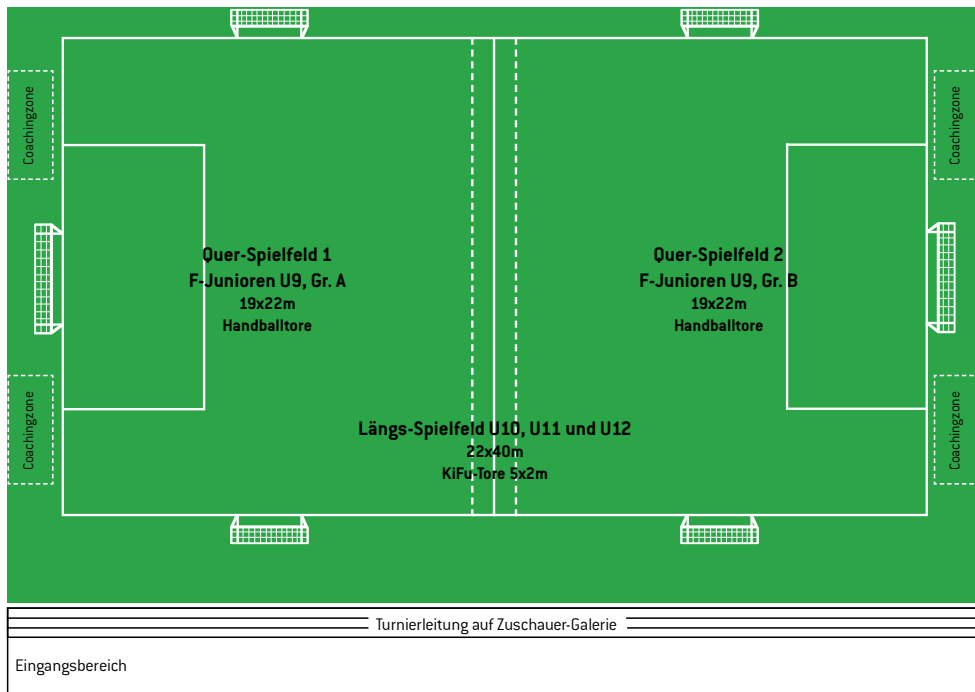 Coachingzone
Coachingzone
Quer-Spielfeld 1
F-Junioren U9, Gr. A
19x22m
Handballtore
Quer-Spielfeld 2
F-Junioren U9, Gr. B
19x22m
Handballtore
Coachingzone
Coachingzone
Längs-Spielfeld U10, U11 und U12
22x40m
KiFu-Tore 5x2m
Turnierleitung auf Zuschauer-Galerie
Eingangsbereich